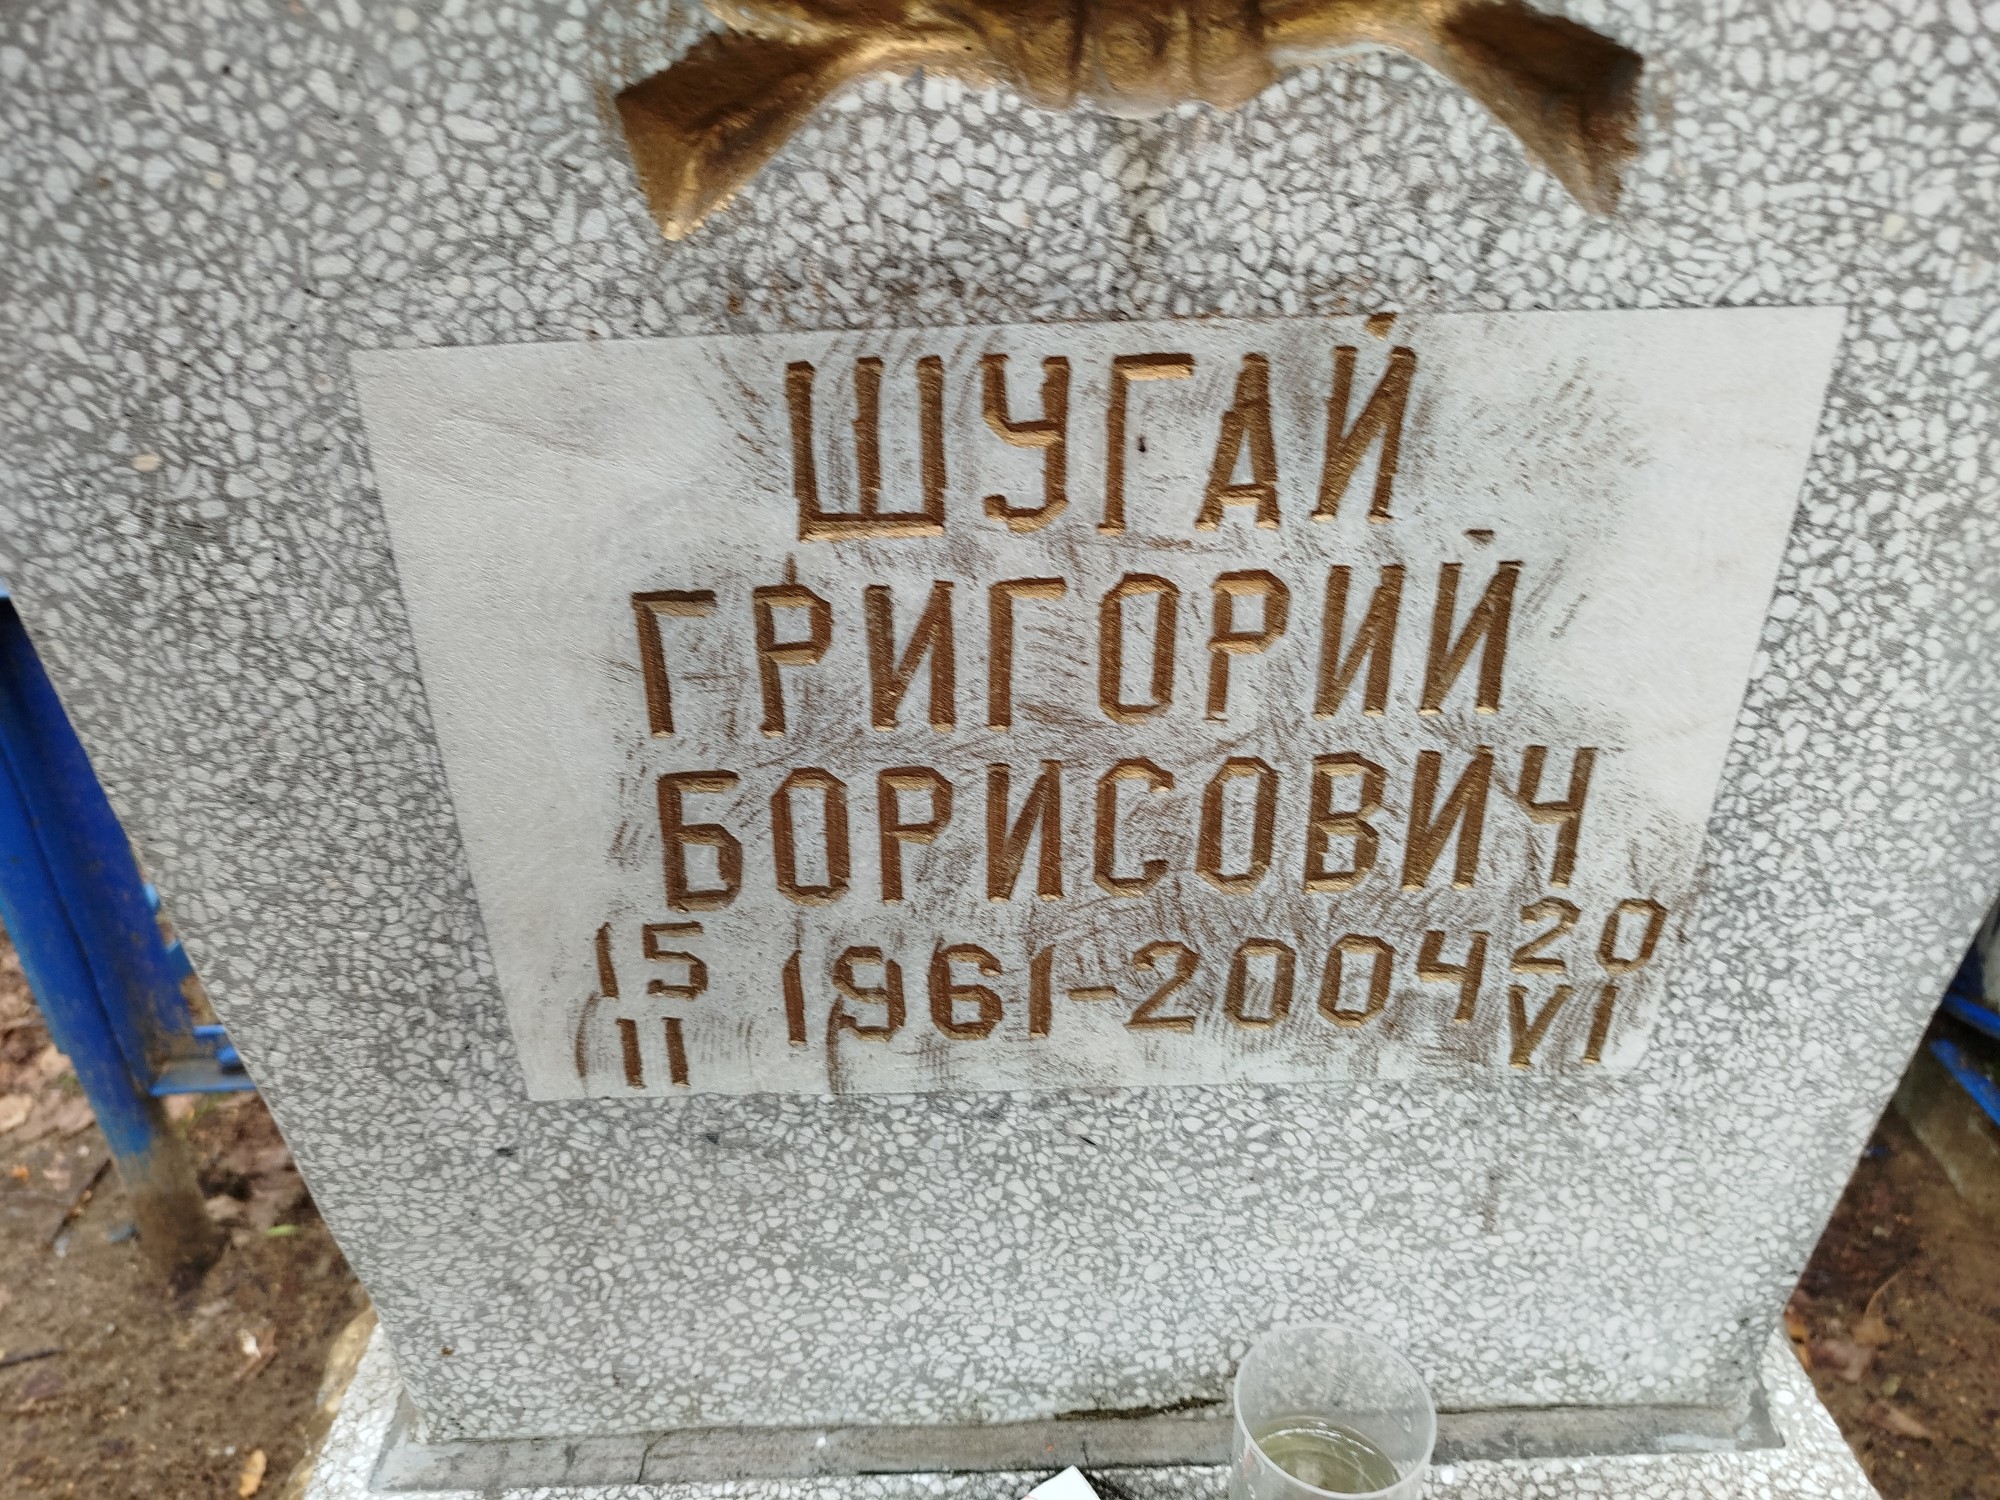 ШУГАЙ
ГРИГОРИЙ
БОРИСОВИЧ
15 20
1961-2004
II VI